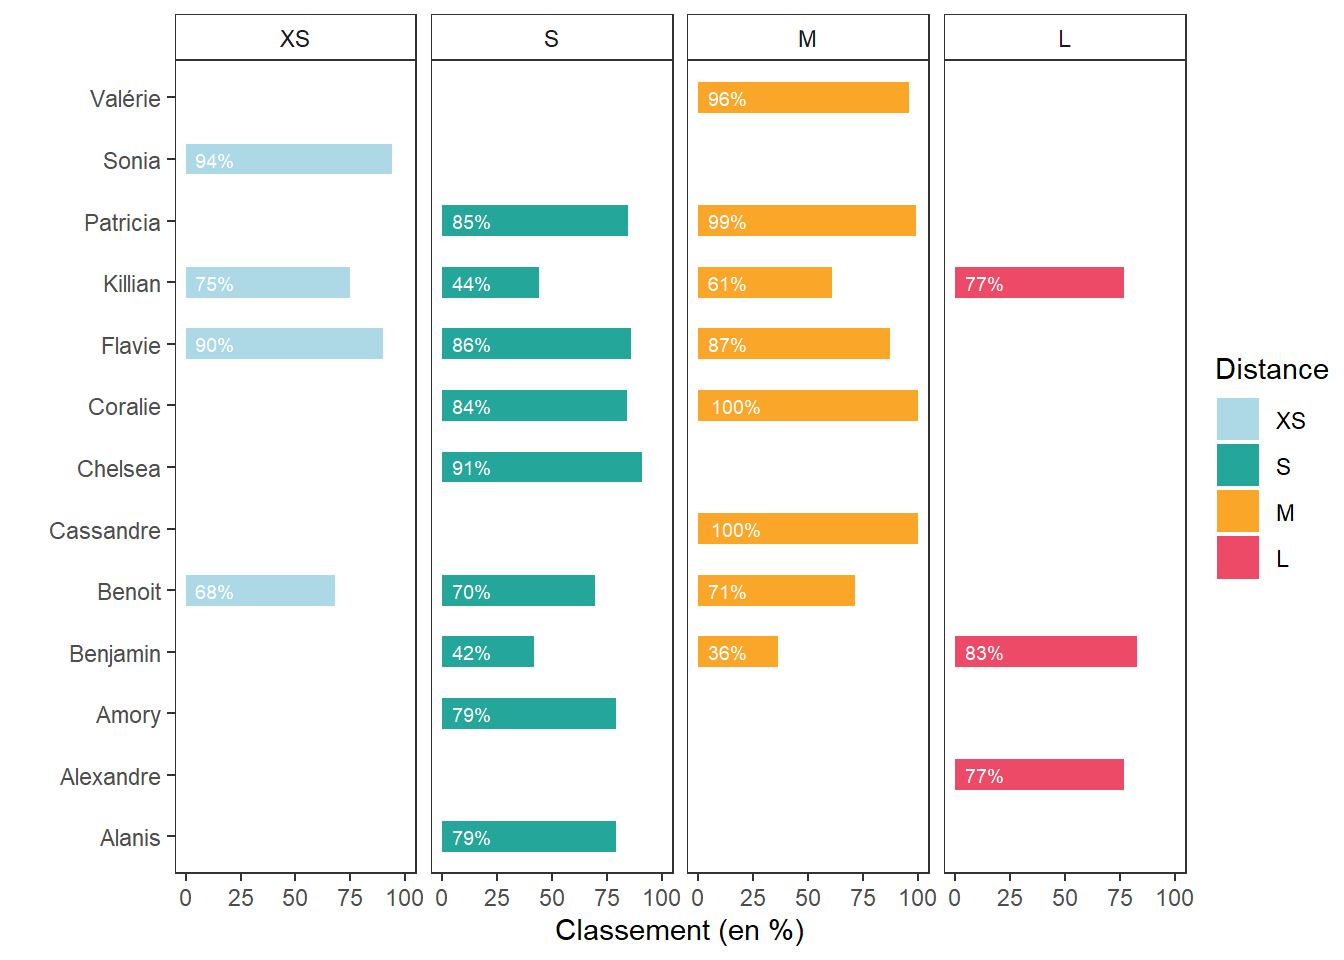 XS S M L
Valérie 96%
Sonia 94%
Patricia 85% 99%
Killian 75% 44% 61% 77%
Flavie 90% 86% 87%
Coralie 84% 100%
Chelsea 91%
Cassandre 100%
Benoit 68% 70% 71%
Benjamin 42% 36% 83%
Amory 79%
Alexandre 77%
Alanis 79%
0 25 50 75 100 0 25 50 75 100 0 25 50 75 100 0 25 50 75 100
Classement (en %)
Distance
XS
S
M
L